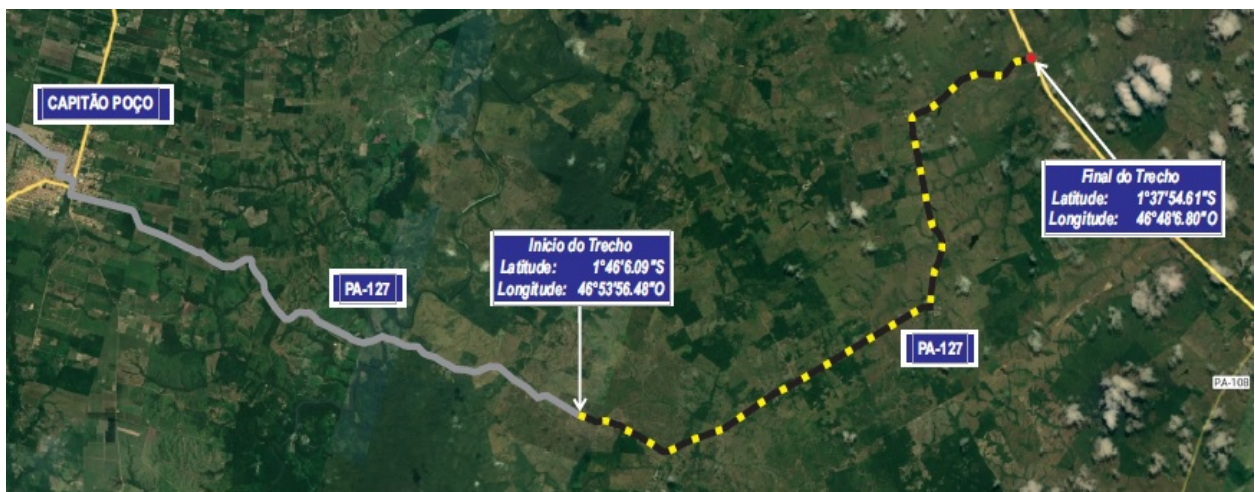 CAPITÃO POÇO
Final do Trecho
Latitude: 1°37'54.61"S
Longitude: 46°48'6.80"O
Início do Trecho
Latitude: 1°46'6.09"S
Longitude: 46°53'56.48"O
PA-127
PA-127
PA-108